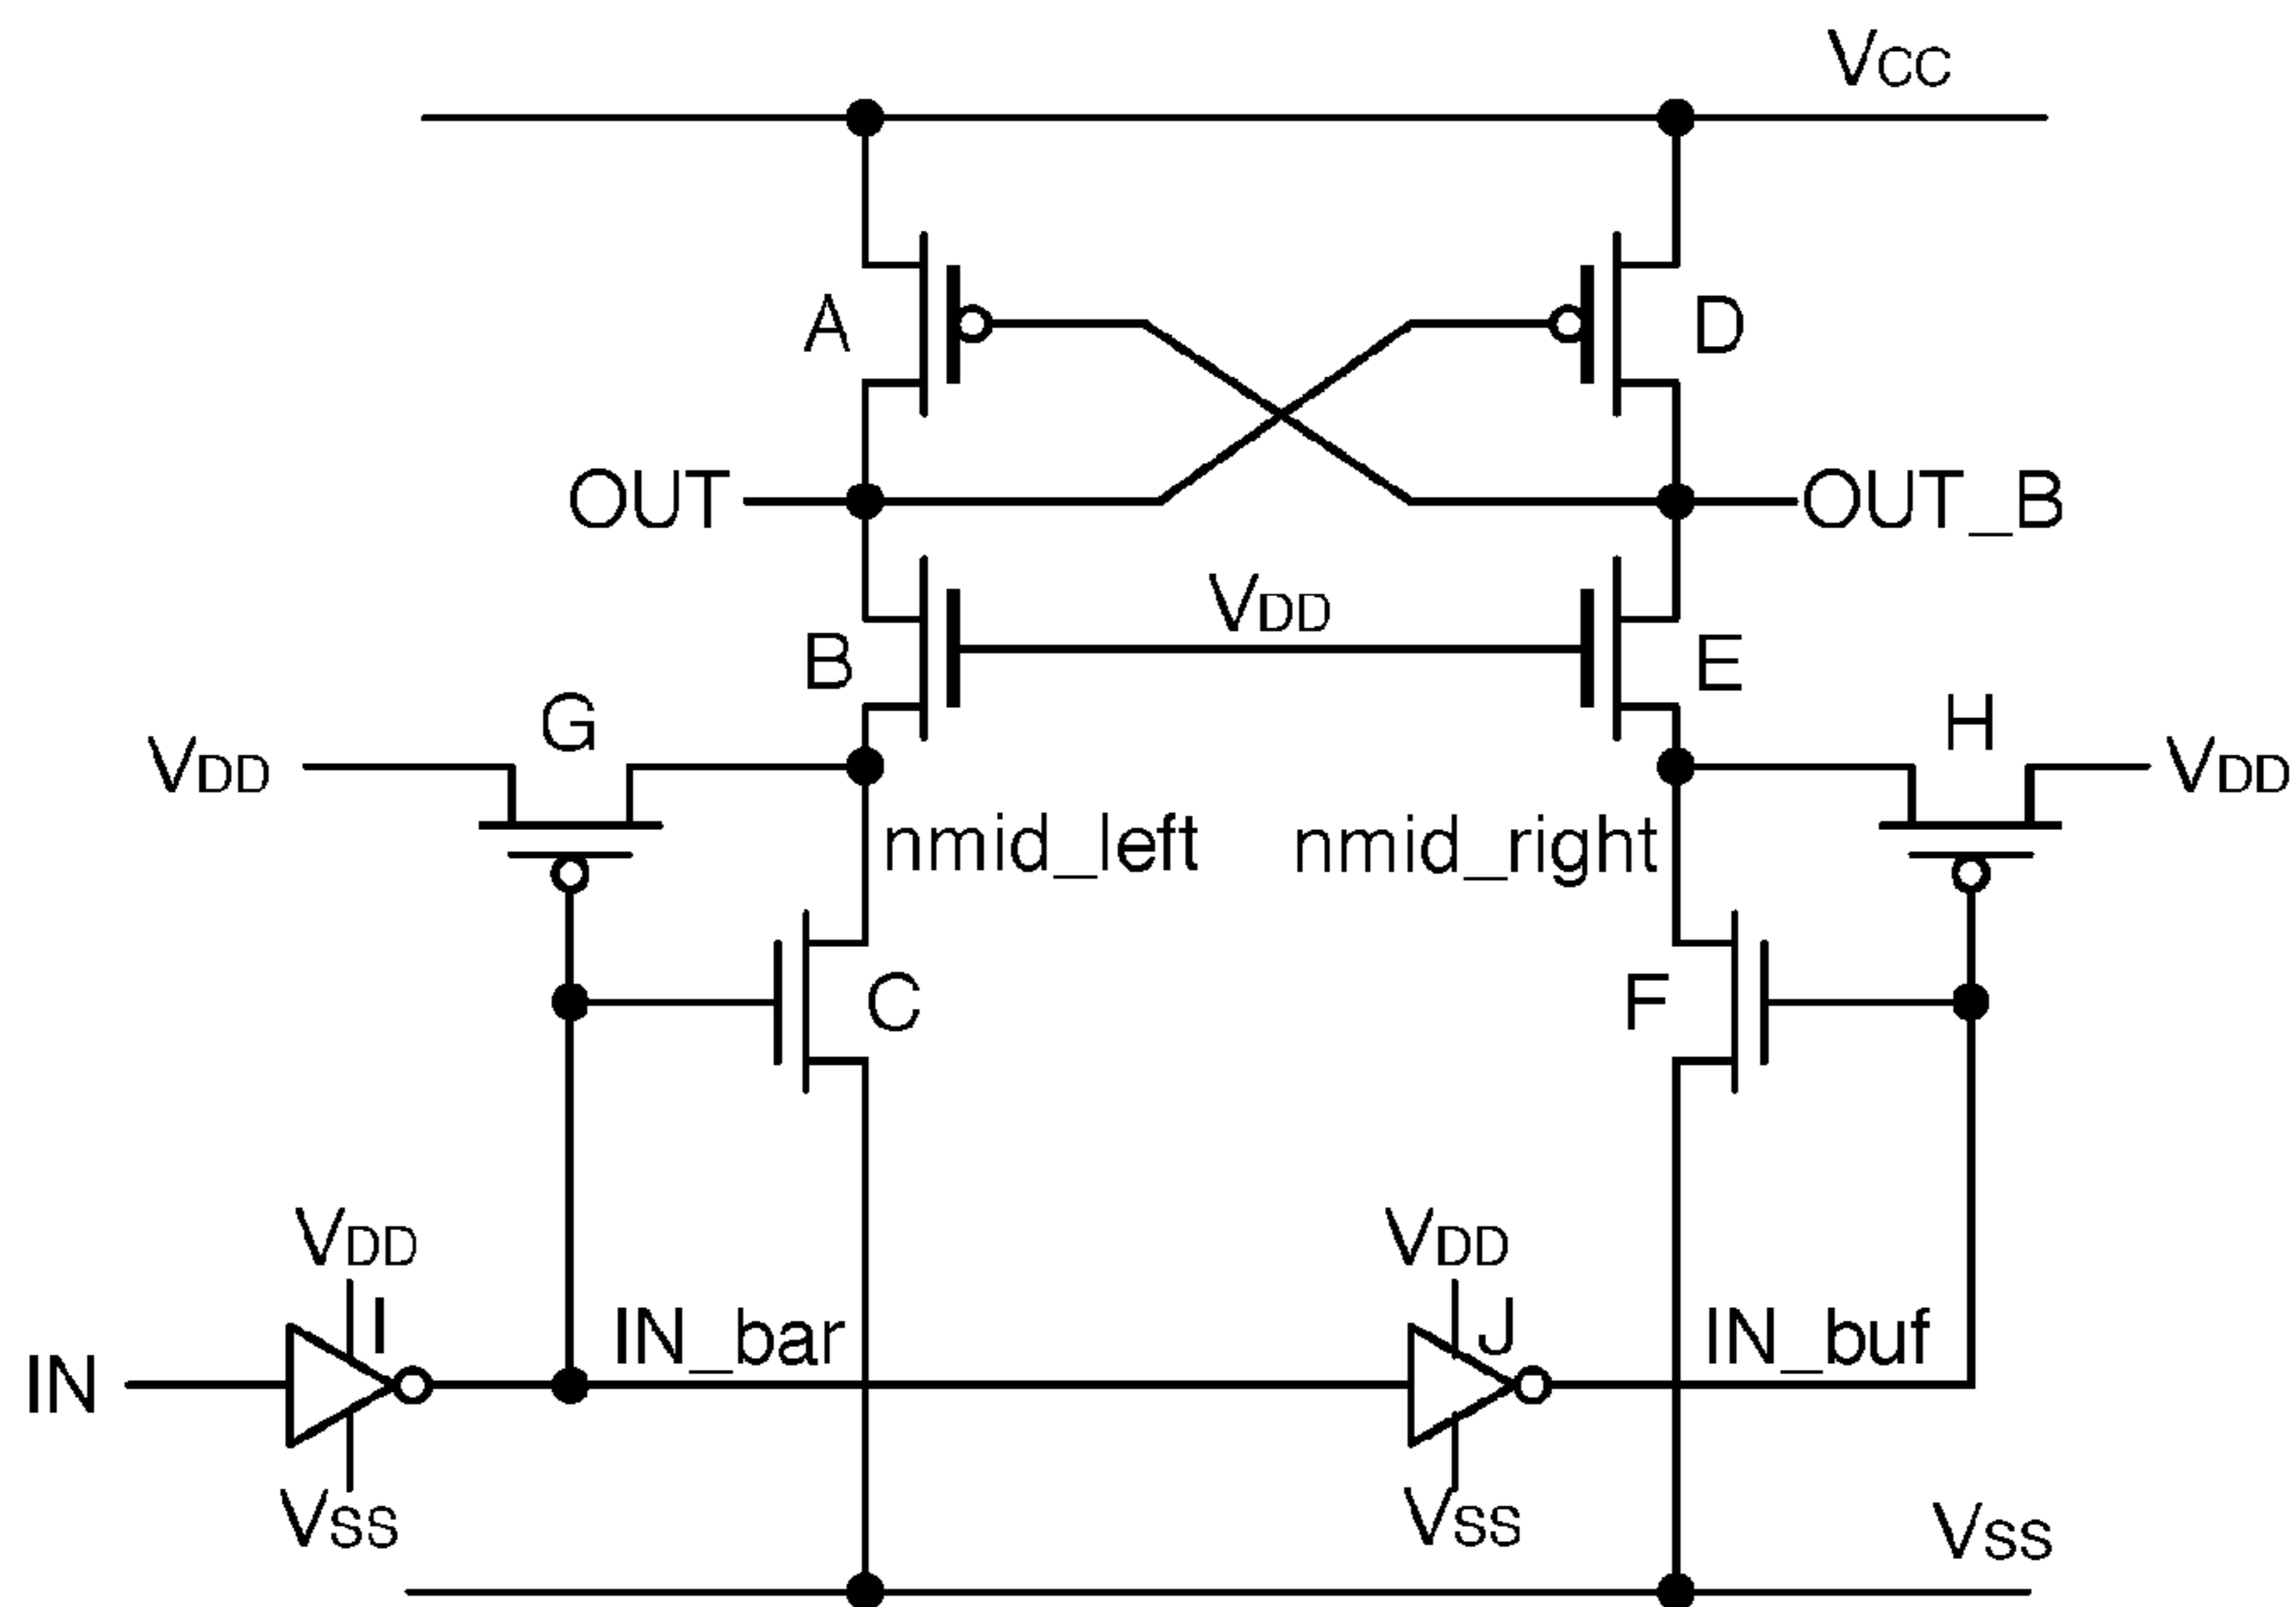 VCC
A
D
OUT
OUT_B
VDD
B
E
G
H
VDD
VDD
nmid_left
nmid_right
C
F
VDD
VDD
I
IN_bar
J
IN_buf
IN
VSS
VSS
VSS